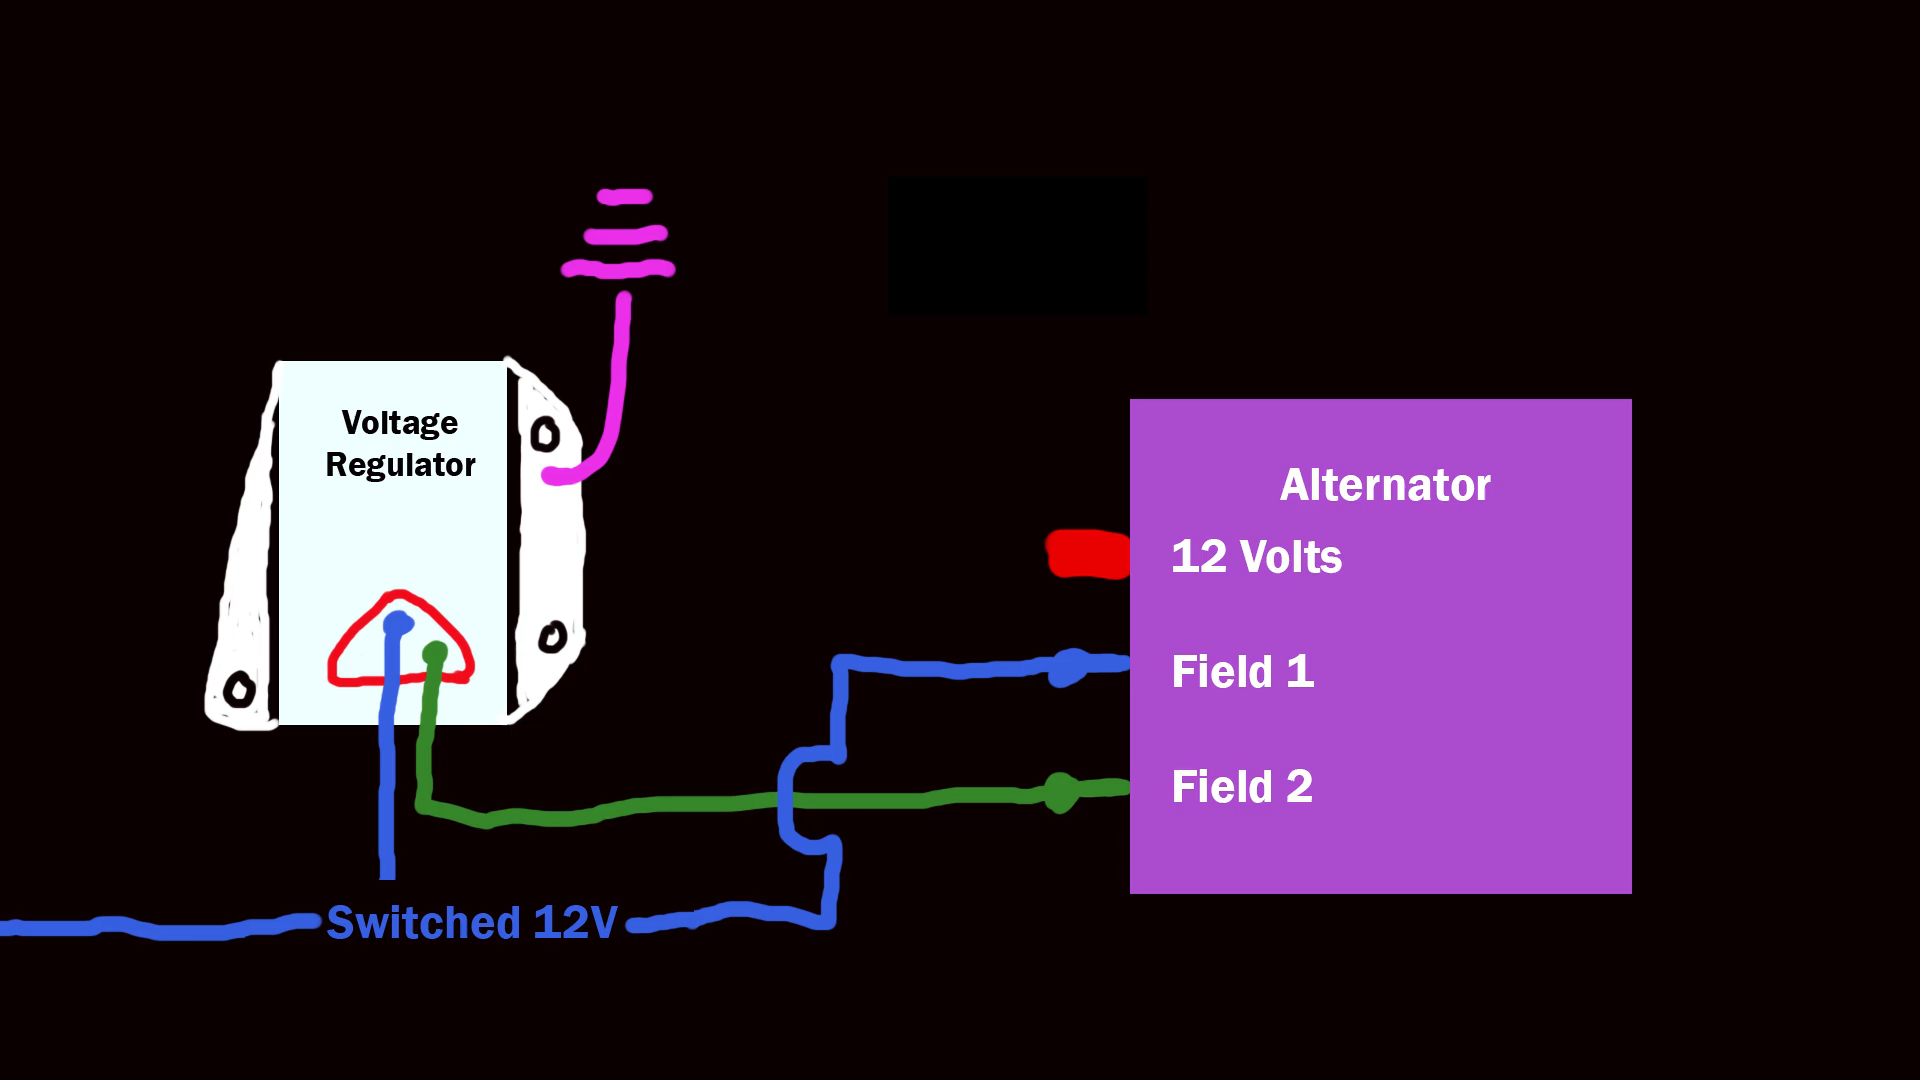 Voltage
Regulator
Alternator
12 Volts
Field 1
Field 2
Switched 12V